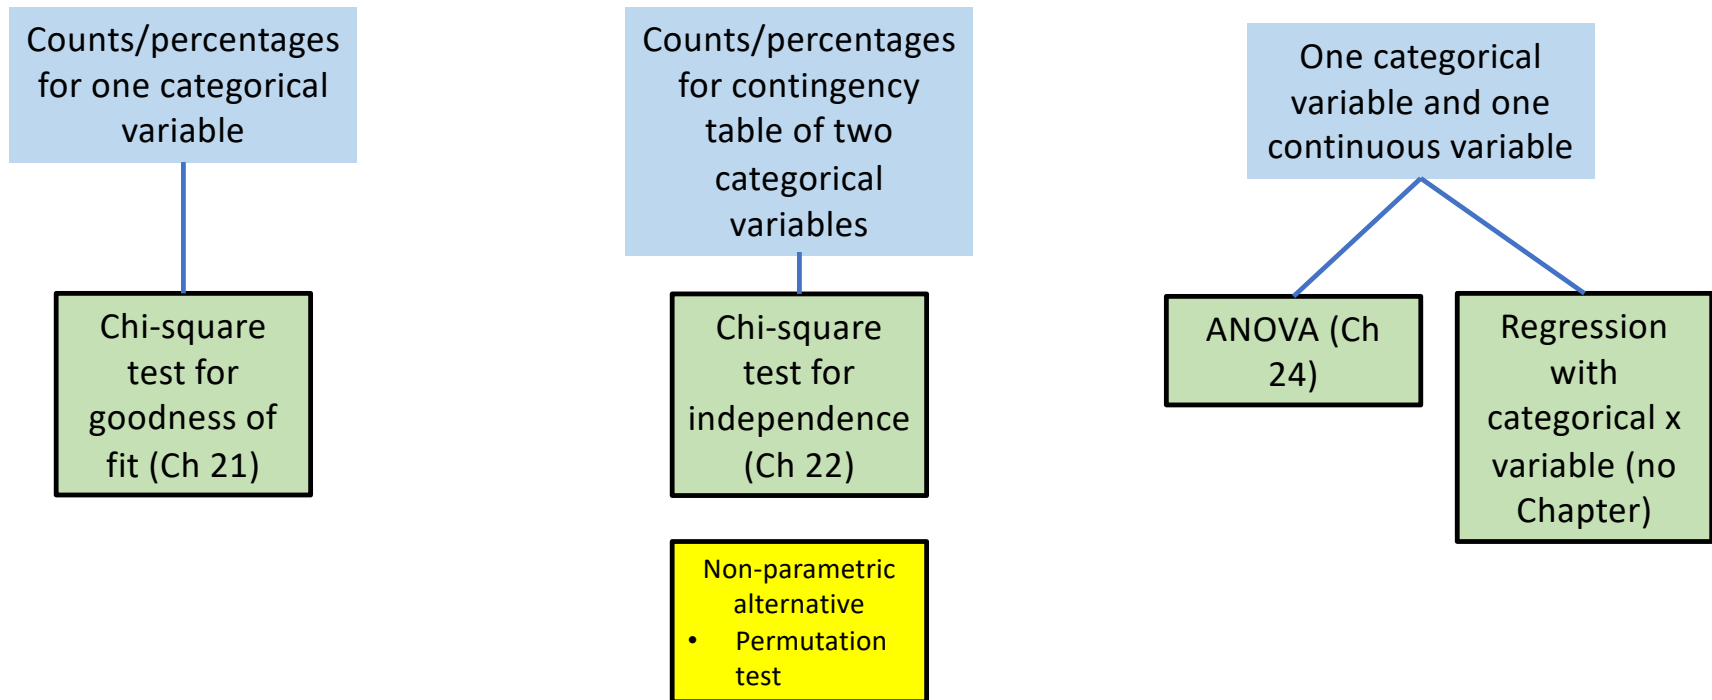 Counts/percentages
for one categorical
variable
Chi-square
test for
goodness of
fit (Ch 21)
Counts/percentages
for contingency
table of two
categorical
variables
Chi-square
test for
independence
(Ch 22)
Non-parametric
alternative
• Permutation
test
One categorical
variable and one
continuous variable
ANOVA (Ch
24)
Regression
with
categorical x
variable (no
Chapter)